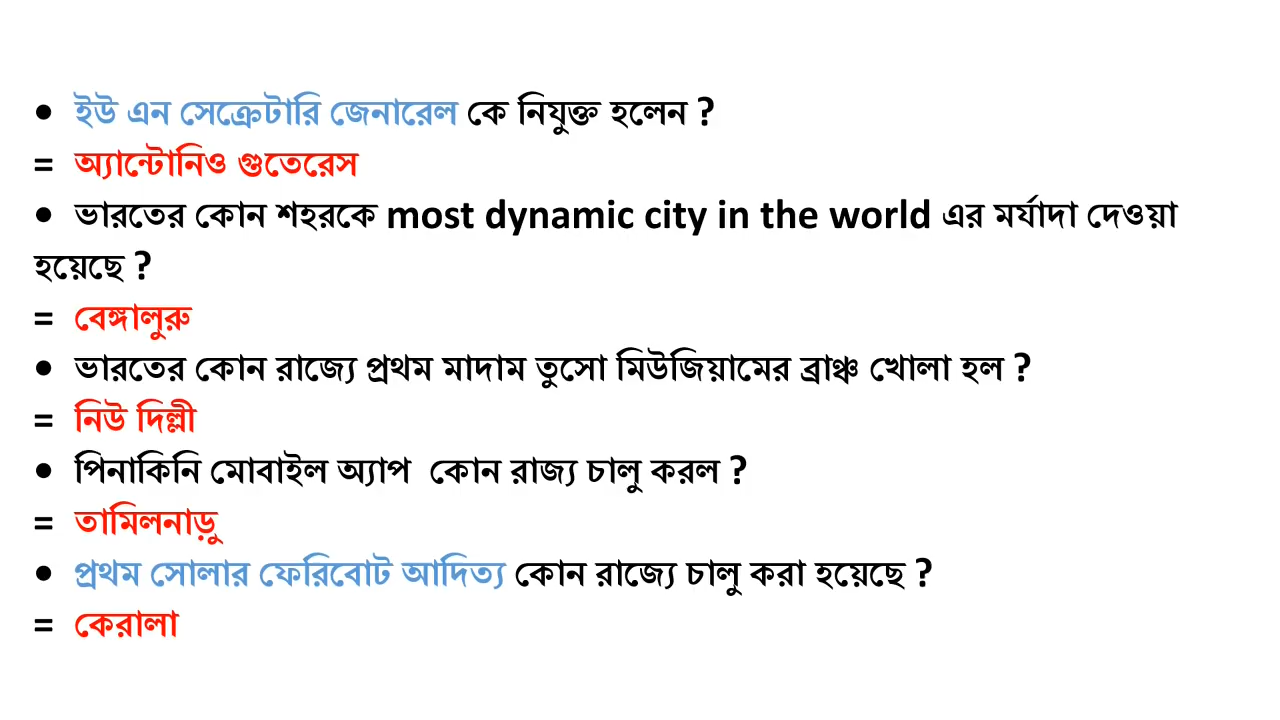 • ইউ এন সেক্রেটারি জেনারেল কে নিযুক্ত হলেন ?
= অ্যান্টোনিও গুতেরেস
• ভারতের কোন শহরকে most dynamic city in the world এর মর্যাদা দেওয়া
হয়েছে ?
= বেঙ্গালুরু
• ভারতের কোন রাজ্যে প্রথম মাদাম তুসো মিউজিয়ামের ব্রাঞ্চ খোলা হল ?
= নিউ দিল্লী
• পিনাকিনি মোবাইল অ্যাপ কোন রাজ্য চালু করল ?
= তামিলনাড়ু
• প্রথম সোলার ফেরিবোট আদিত্য কোন রাজ্যে চালু করা হয়েছে ?
= কেরালা